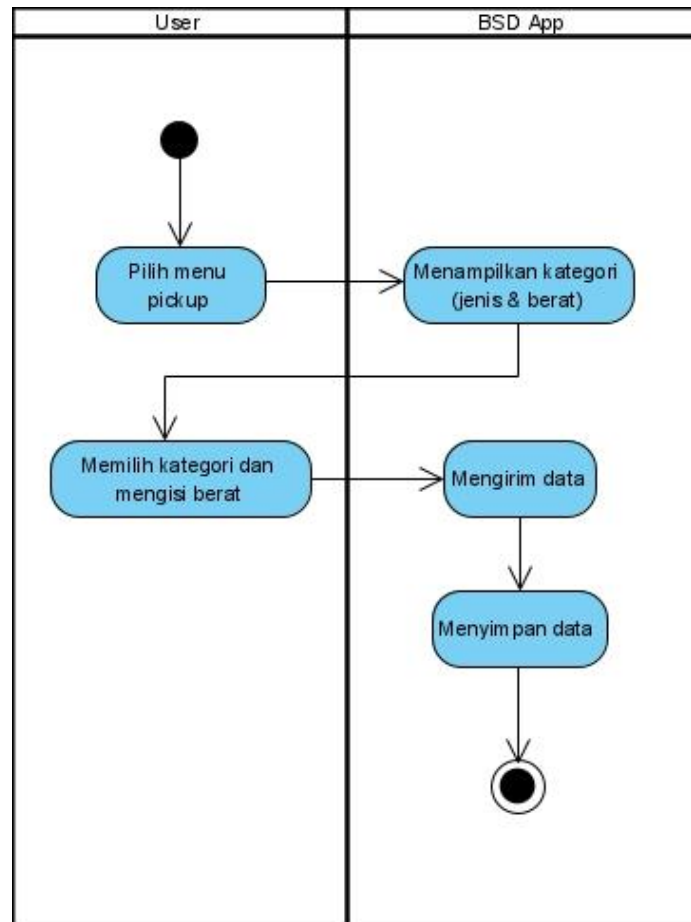 User
BSD App
Pilih menu
pickup
Menampilkan kategori
(jenis & berat)
Memilih kategori dan
mengisi berat
Mengirim data
Menyimpan data